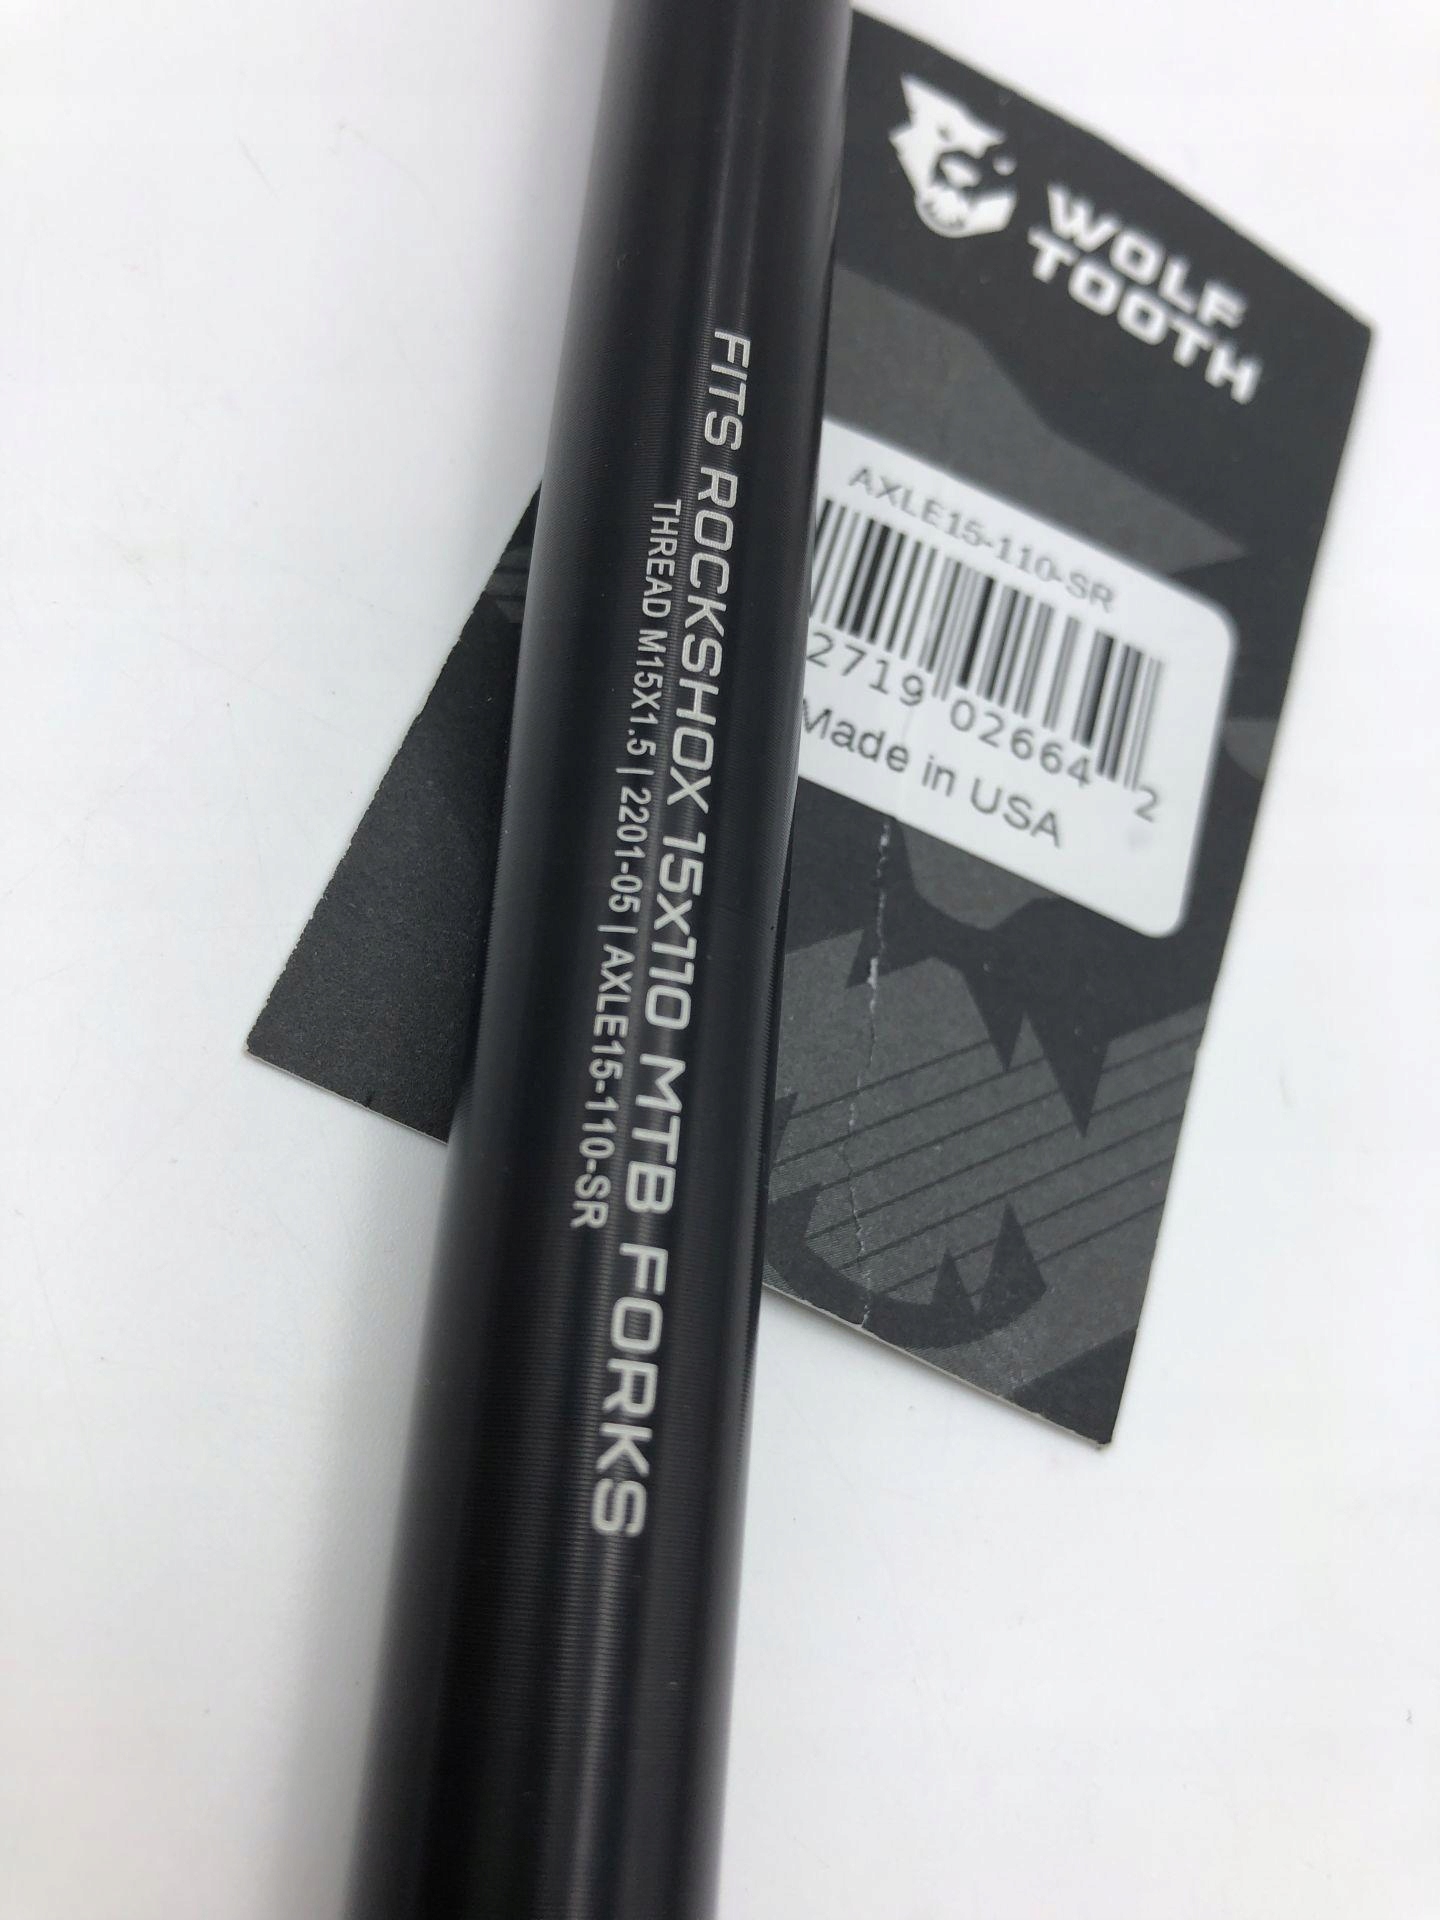 WOLF
TOOTH
AXLE15-110-SR
2719 02664 2
Made in USA
FITS ROCKSHOX 15x110 MTB FORKS
THREAD M15X1.5 | 2201-05 | AXLE15-110-SR